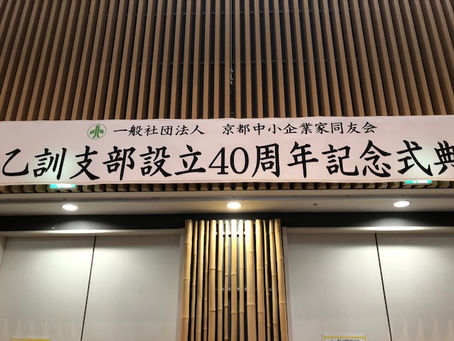 一般社団法人 京都中小企業家同友会
乙訓支部設立40周年記念式典